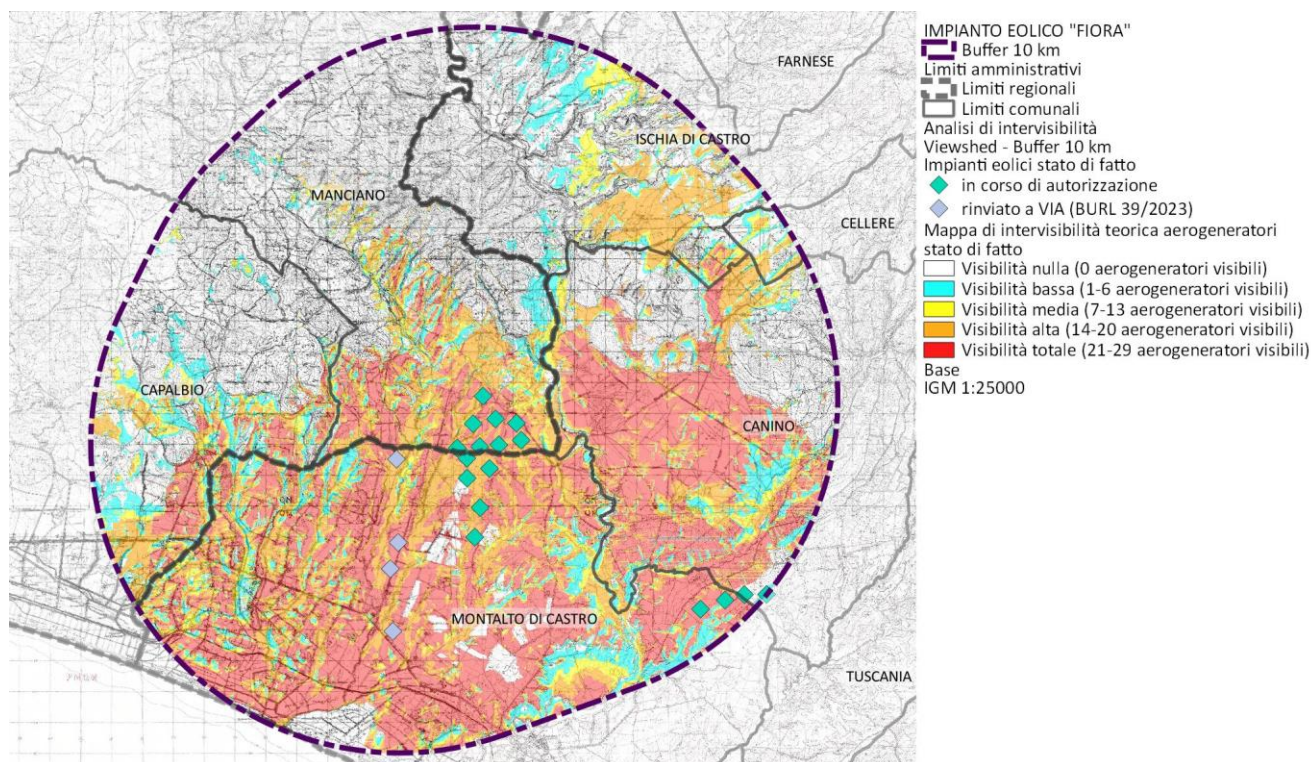 IMPIANTO EOLICO "FIORA"
Buffer 10 km
Limiti amministrativi
Limiti regionali
Limiti comunali
Analisi di intervisibilità
Viewshed - Buffer 10 km
Impianti eolici stato di fatto
in corso di autorizzazione
rinviato a VIA (BURL 39/2023)
Mappa di intervisibilità teorica aerogeneratori
stato di fatto
Visibilità nulla (0 aerogeneratori visibili)
Visibilità bassa (1-6 aerogeneratori visibili)
Visibilità media (7-13 aerogeneratori visibili)
Visibilità alta (14-20 aerogeneratori visibili)
Visibilità totale (21-29 aerogeneratori visibili)
Base
IGM 1:25000
FARNESE
ISCHIA DI CASTRO
MANCIANO
CELLERE
CAPALBIO
CANINO
MONTALTO DI CASTRO
TUSCANIA